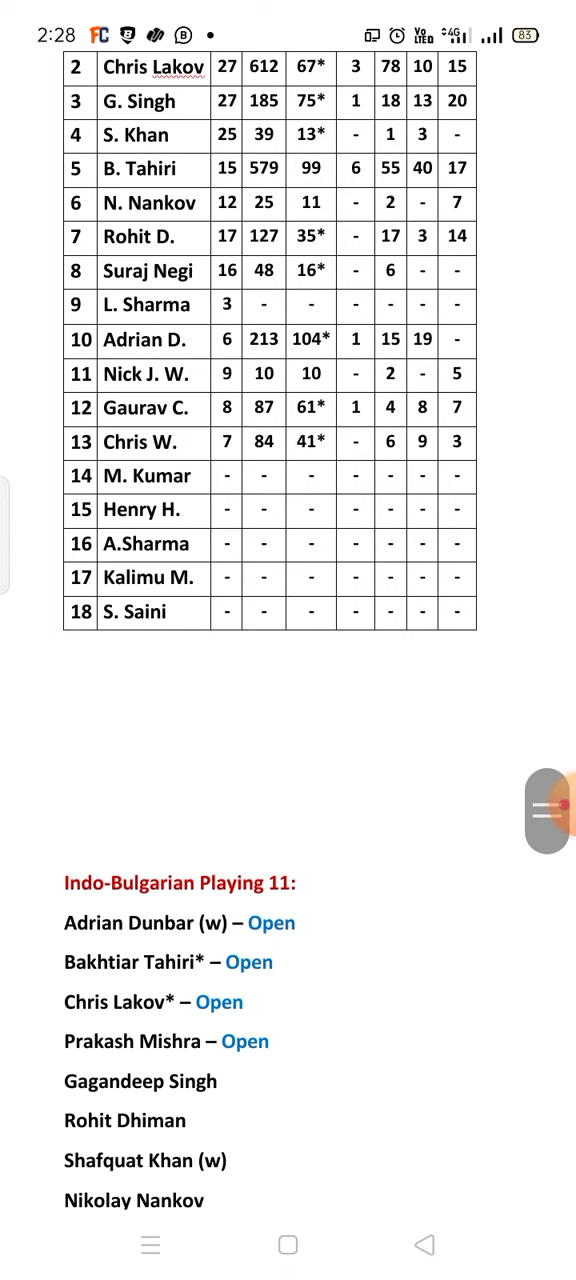 2:28 FC B VoLTED 4G 83
2 Chris Lakov 27 612 67* 3 78 10 15
3 G. Singh 27 185 75* 1 18 13 20
4 S. Khan 25 39 13* - 1 3 -
5 B. Tahiri 15 579 99 6 55 40 17
6 N. Nankov 12 25 11 - 2 - 7
7 Rohit D. 17 127 35* - 17 3 14
8 Suraj Negi 16 48 16* - 6 - -
9 L. Sharma 3 - - - - - -
10 Adrian D. 6 213 104* 1 15 19 -
11 Nick J. W. 9 10 10 - 2 - 5
12 Gaurav C. 8 87 61* 1 4 8 7
13 Chris W. 7 84 41* - 6 9 3
14 M. Kumar - - - - - - -
15 Henry H. - - - - - - -
16 A.Sharma - - - - - - -
17 Kalimu M. - - - - - - -
18 S. Saini - - - - - - -
Indo-Bulgarian Playing 11:
Adrian Dunbar (w) – Open
Bakhtiar Tahiri* – Open
Chris Lakov* – Open
Prakash Mishra – Open
Gagandeep Singh
Rohit Dhiman
Shafquat Khan (w)
Nikolay Nankov